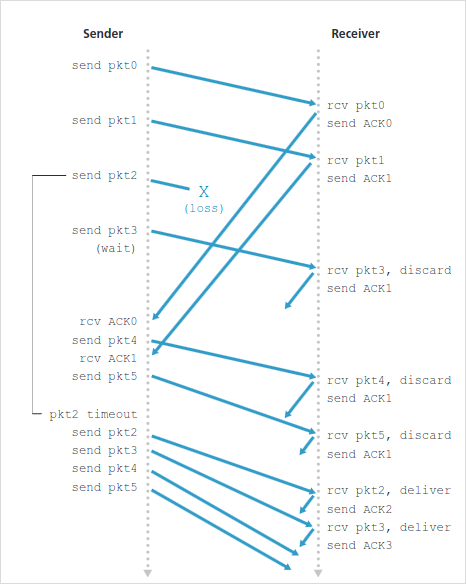 Sender
Receiver
send pkt0
rcv pkt0
send ACK0
send pkt1
rcv pkt1
send ACK1
send pkt2
X
(loss)
send pkt3
(wait)
rcv pkt3, discard
send ACK1
rcv ACK0
send pkt4
rcv ACK1
send pkt5
rcv pkt4, discard
send ACK1
pkt2 timeout
send pkt2
send pkt3
send pkt4
send pkt5
rcv pkt5, discard
send ACK1
rcv pkt2, deliver
send ACK2
rcv pkt3, deliver
send ACK3